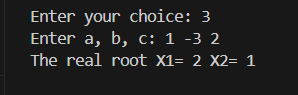 Enter your choice: 3
Enter a, b, c: 1 -3 2
The real root X1= 2 X2= 1